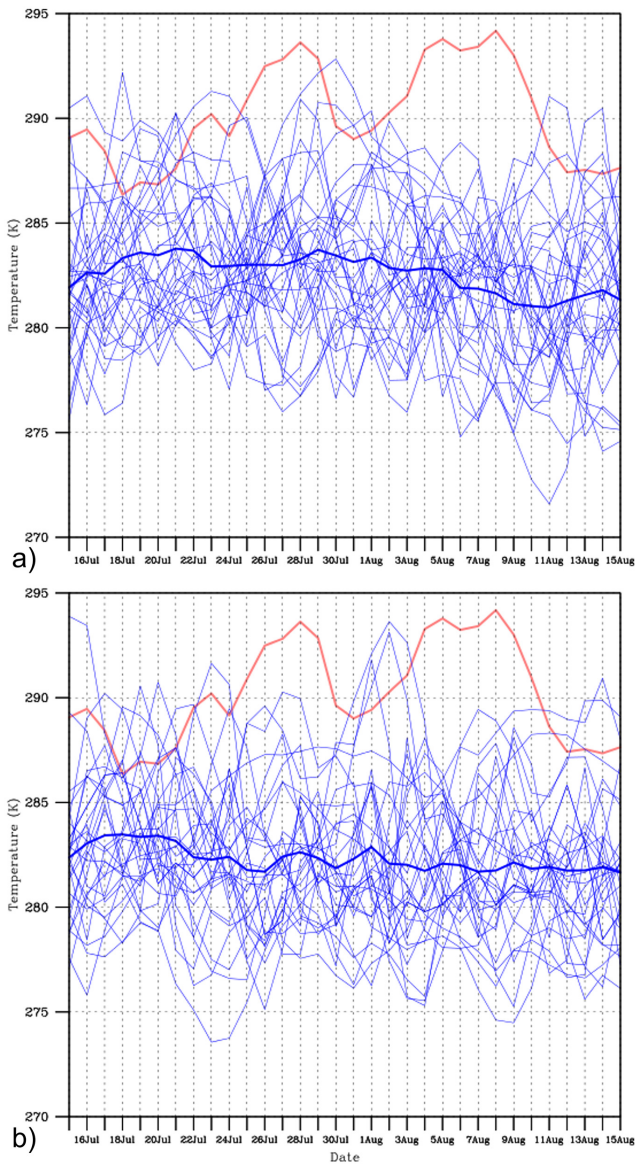 295
290
285
280
275
270
Temperature (K)
16Jul 18Jul 20Jul 22Jul 24Jul 26Jul 28Jul 30Jul 1Aug 3Aug 5Aug 7Aug 9Aug 11Aug 13Aug 15Aug
a)
295
290
285
280
275
270
Temperature (K)
16Jul 18Jul 20Jul 22Jul 24Jul 26Jul 28Jul 30Jul 1Aug 3Aug 5Aug 7Aug 9Aug 11Aug 13Aug 15Aug
b)
Date